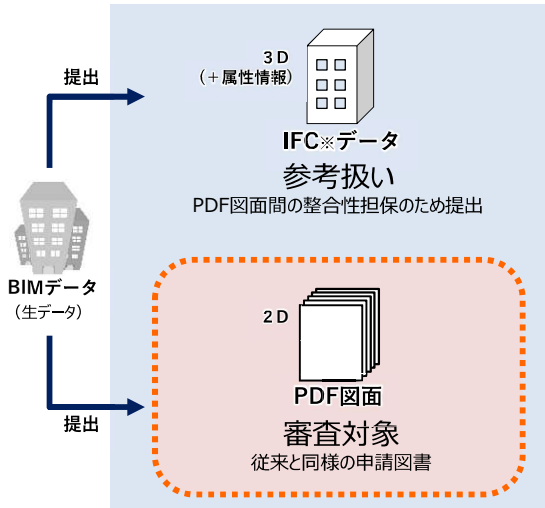 提出
3D
(+属性情報)
IFC※データ
参考扱い
PDF図面間の整合性担保のため提出
BIMデータ
(生データ)
2D
PDF図面
審査対象
従来と同様の申請図書
提出